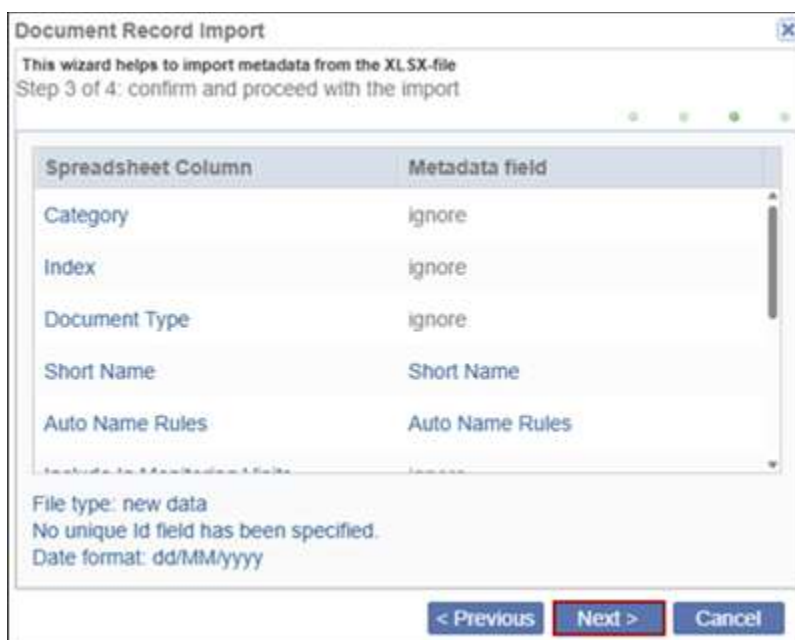 Document Record Import
This wizard helps to import metadata from the XLSX-file
Step 3 of 4: confirm and proceed with the import
Spreadsheet Column Metadata field
Category ignore
Index ignore
Document Type ignore
Short Name Short Name
Auto Name Rules Auto Name Rules
File type: new data
No unique Id field has been specified.
Date format: dd/MM/yyyy
< Previous Next > Cancel